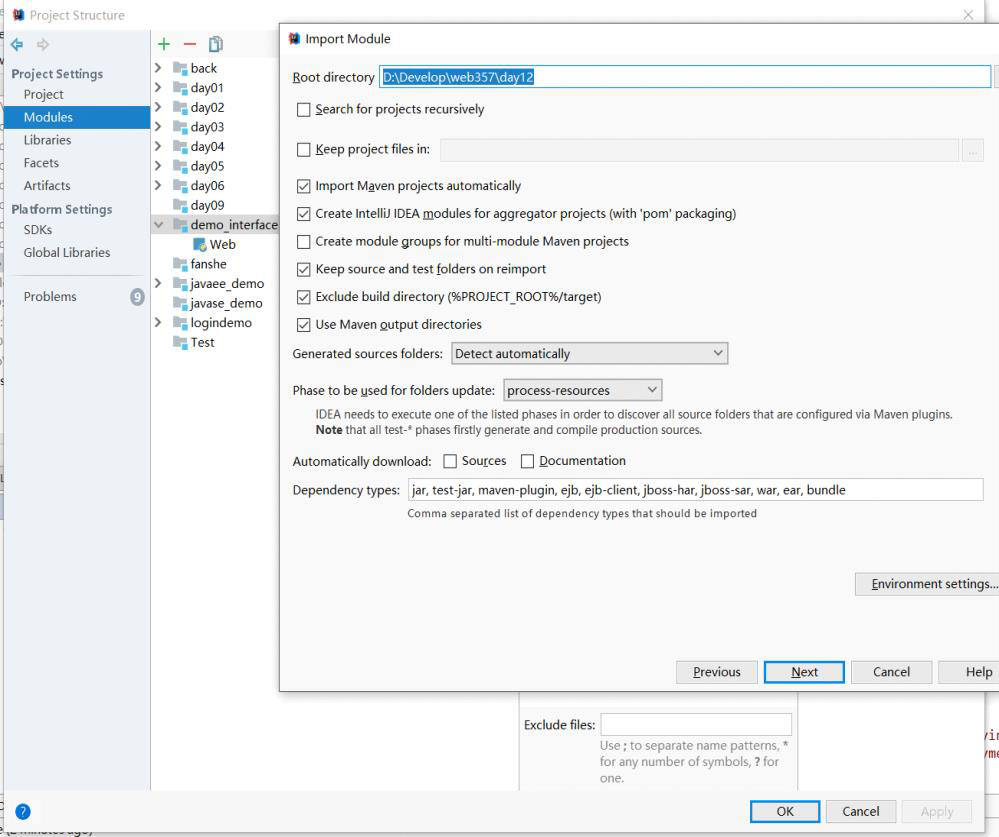 Project Structure
Project Settings
Project
Modules
Libraries
Facets
Artifacts
Platform Settings
SDKs
Global Libraries
Problems 9
back
day01
day02
day03
day04
day05
day06
day09
demo_interface
Web
fanshe
javaee_demo
javase_demo
logindemo
Test
Import Module
Root directory D:\Develop\web357\day12
Search for projects recursively
Keep project files in: ...
Import Maven projects automatically
Create IntelliJ IDEA modules for aggregator projects (with 'pom' packaging)
Create module groups for multi-module Maven projects
Keep source and test folders on reimport
Exclude build directory (%PROJECT_ROOT%/target)
Use Maven output directories
Generated sources folders: Detect automatically
Phase to be used for folders update: process-resources
IDEA needs to execute one of the listed phases in order to discover all source folders that are configured via Maven plugins.
Note that all test-* phases firstly generate and compile production sources.
Automatically download: Sources Documentation
Dependency types: jar, test-jar, maven-plugin, ejb, ejb-client, jboss-har, jboss-sar, war, ear, bundle
Comma separated list of dependency types that should be imported
Environment settings...
Previous Next Cancel Help
Exclude files:
Use ; to separate name patterns, *
for any number of symbols, ? for
one.
? OK Cancel Apply